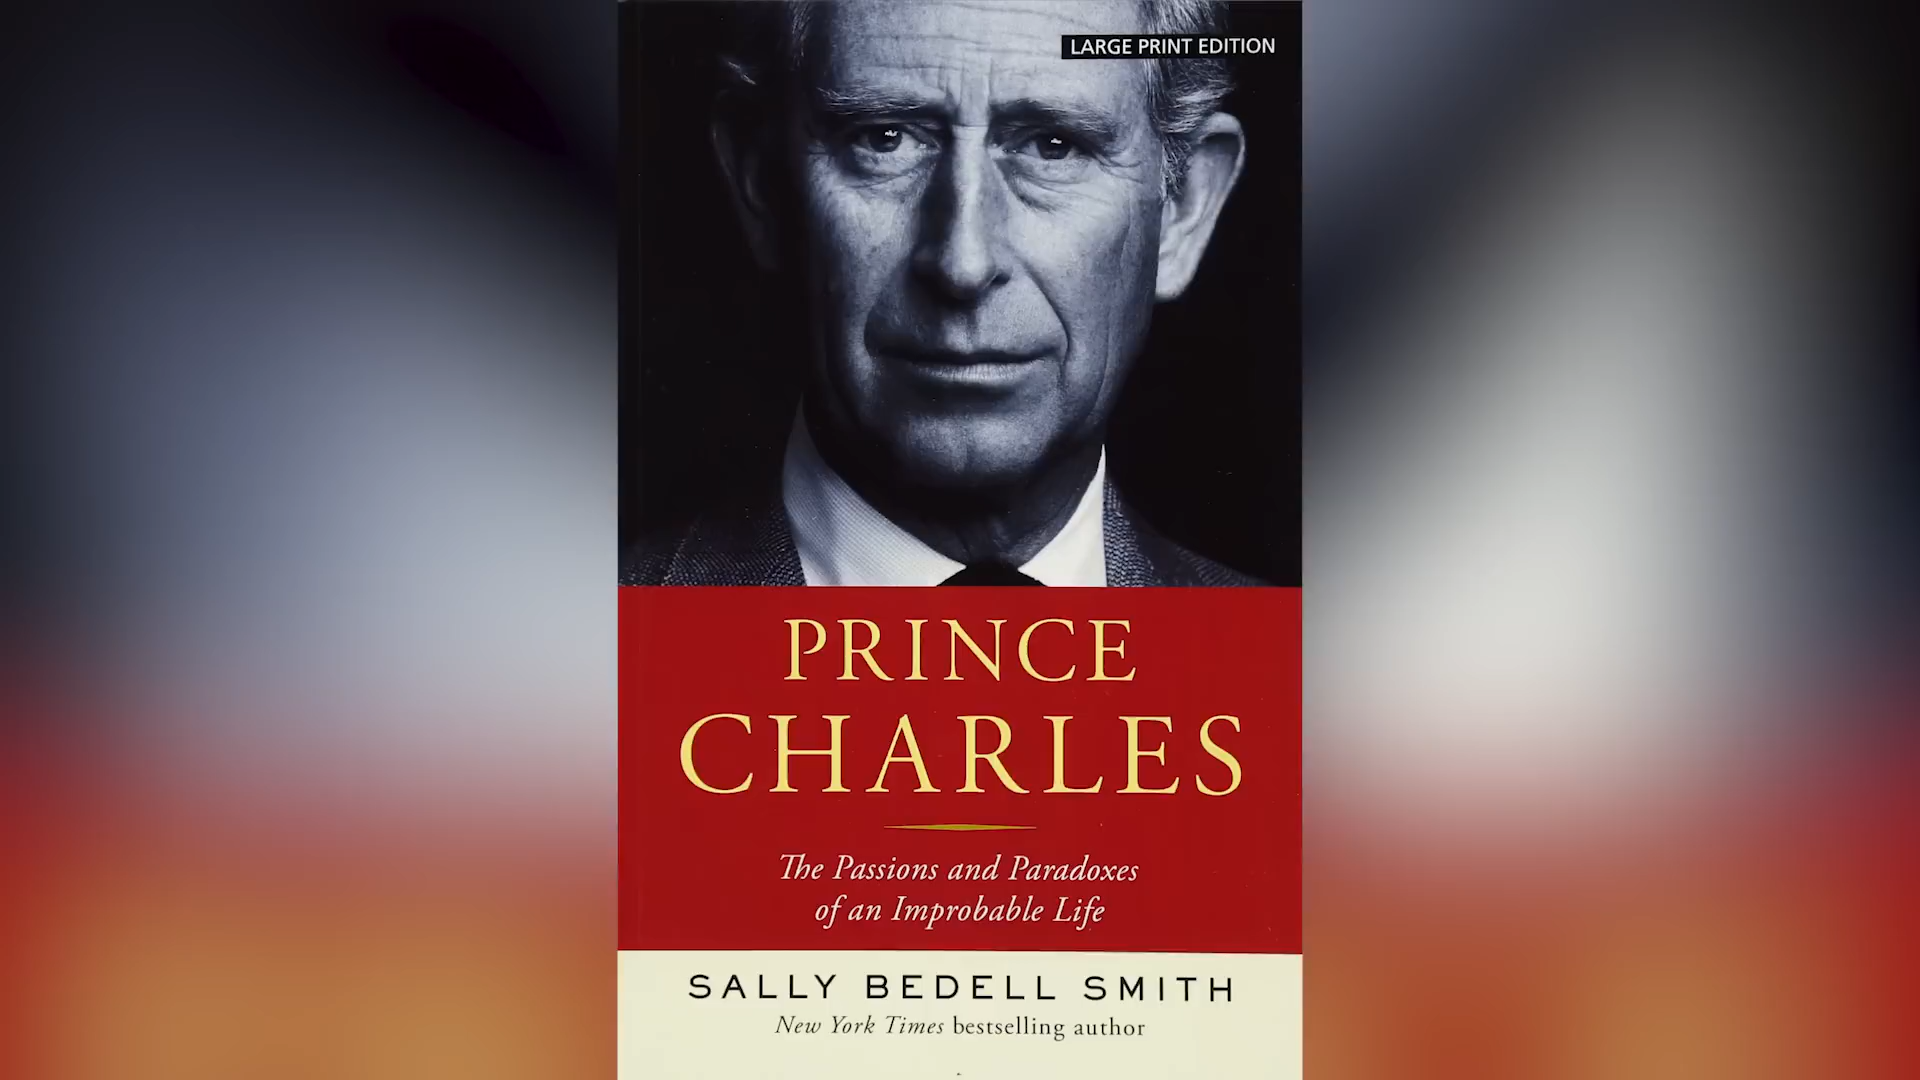 LARGE PRINT EDITION
PRINCE
CHARLES
The Passions and Paradoxes
of an Improbable Life
SALLY BEDELL SMITH
New York Times bestselling author